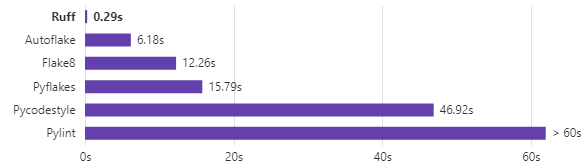 Ruff 0.29s
Autoflake 6.18s
Flake8 12.26s
Pyflakes 15.79s
Pycodestyle 46.92s
Pylint > 60s
0s 20s 40s 60s